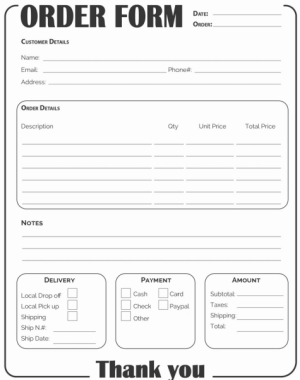 ORDER FORM
DATE:
ORDER:
CUSTOMER DETAILS
Name:
Email: Phone#:
Address:
ORDER DETAILS
Description Qty Unit Price Total Price
NOTES
DELIVERY
Local Drop off
Local Pick up
Shipping
Ship N.#:
Ship Date:
PAYMENT
Cash Card
Check Paypal
Other
AMOUNT
Subtotal:
Taxes:
Shipping:
Total:
Thank you